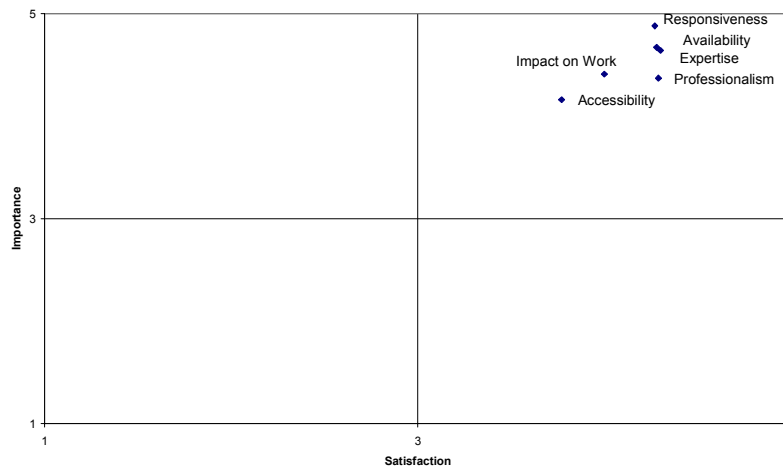 5
Responsiveness
Availability
Impact on Work
Expertise
Professionalism
Accessibility
Importance
3
1
1
3
Satisfaction